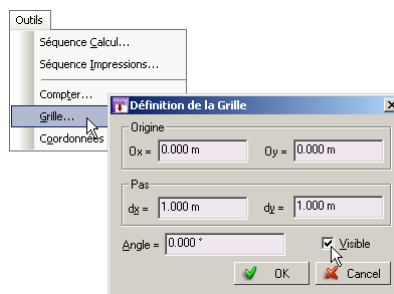 Outils
Séquence Calcul...
Séquence Impressions...
Compter...
Grille...
Coordonnées
Définition de la Grille
Origine
Ox = 0.000 m Oy = 0.000 m
Pas
dx = 1.000 m dy = 1.000 m
Angle = 0.000 ° Visible
OK Cancel